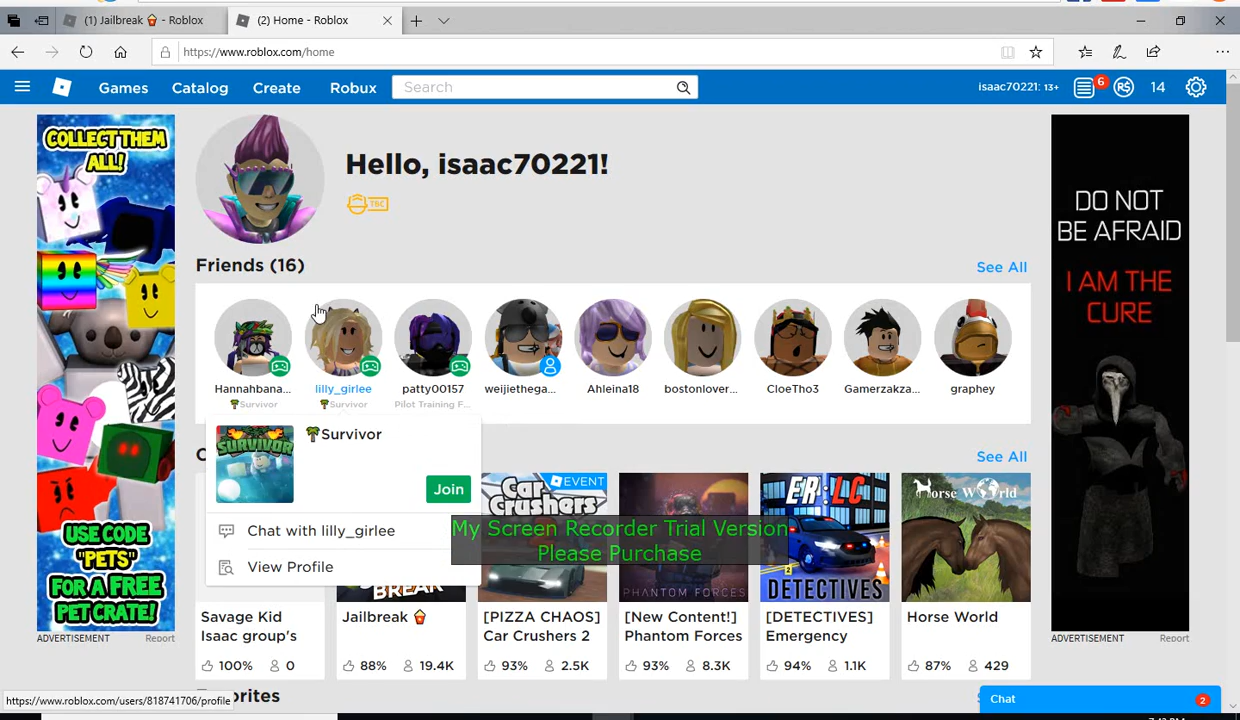 (1) Jailbreak 🍿 - Roblox
(2) Home - Roblox
https://www.roblox.com/home
Games
Catalog
Create
Robux
Search
isaac70221: 13+
6
R$
14
COLLECT THEM
ALL!
USE CODE
"PETS"
FOR A FREE
PET CRATE!
ADVERTISEMENT
Report
Hello, isaac70221!
TBC
Friends (16)
See All
Hannahbana...
🌴Survivor
lilly_girlee
🌴Survivor
patty00157
Pilot Training F...
weijiethega...
Ahleina18
bostonlover...
CloeTho3
Gamerzakza...
graphey
SURVIVOR
🌴Survivor
Join
Chat with lilly_girlee
View Profile
See All
Savage Kid
Isaac group's
100%
0
BREAK
Jailbreak 🍿
88%
19.4K
EVENT
Car
Crushers
[PIZZA CHAOS]
Car Crushers 2
93%
2.5K
PHANTOM FORCES
[New Content!]
Phantom Forces
93%
8.3K
ER:LC
2
DETECTIVES
[DETECTIVES]
Emergency
94%
1.1K
Horse World
Horse World
87%
429
My Screen Recorder Trial Version
Please Purchase
DO NOT
BE AFRAID
I AM THE
CURE
ADVERTISEMENT
Report
https://www.roblox.com/users/818741706/profile
Chat
2